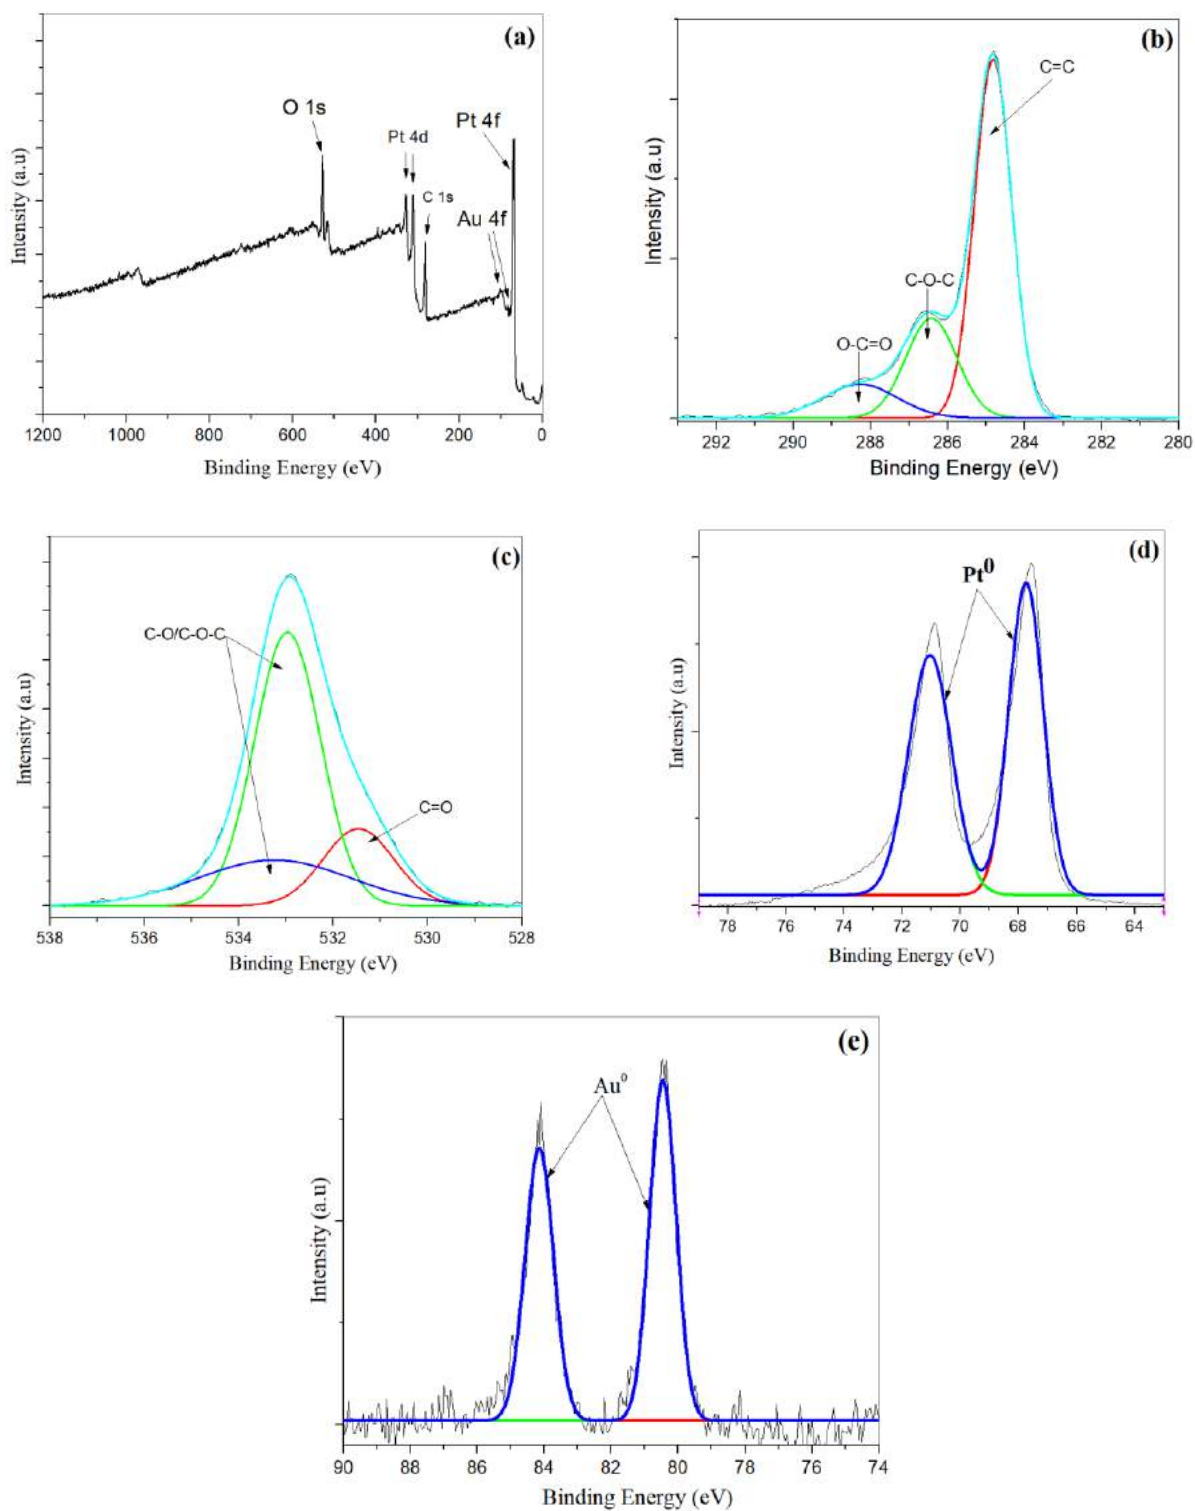 (a)
O 1s
Pt 4d
C 1s
Pt 4f
Au 4f
Intensity (a.u)
1200 1000 800 600 400 200 0
Binding Energy (eV)
(b)
C=C
C-O-C
O-C=O
Intensity (a.u)
292 290 288 286 284 282 280
Binding Energy (eV)
(c)
C-O/C-O-C
C=O
Intensity (a.u)
538 536 534 532 530 528
Binding Energy (eV)
(d)
Pt⁰
Intensity (a.u)
78 76 74 72 70 68 66 64
Binding Energy (eV)
(e)
Au⁰
Intensity (a.u)
90 88 86 84 82 80 78 76 74
Binding Energy (eV)